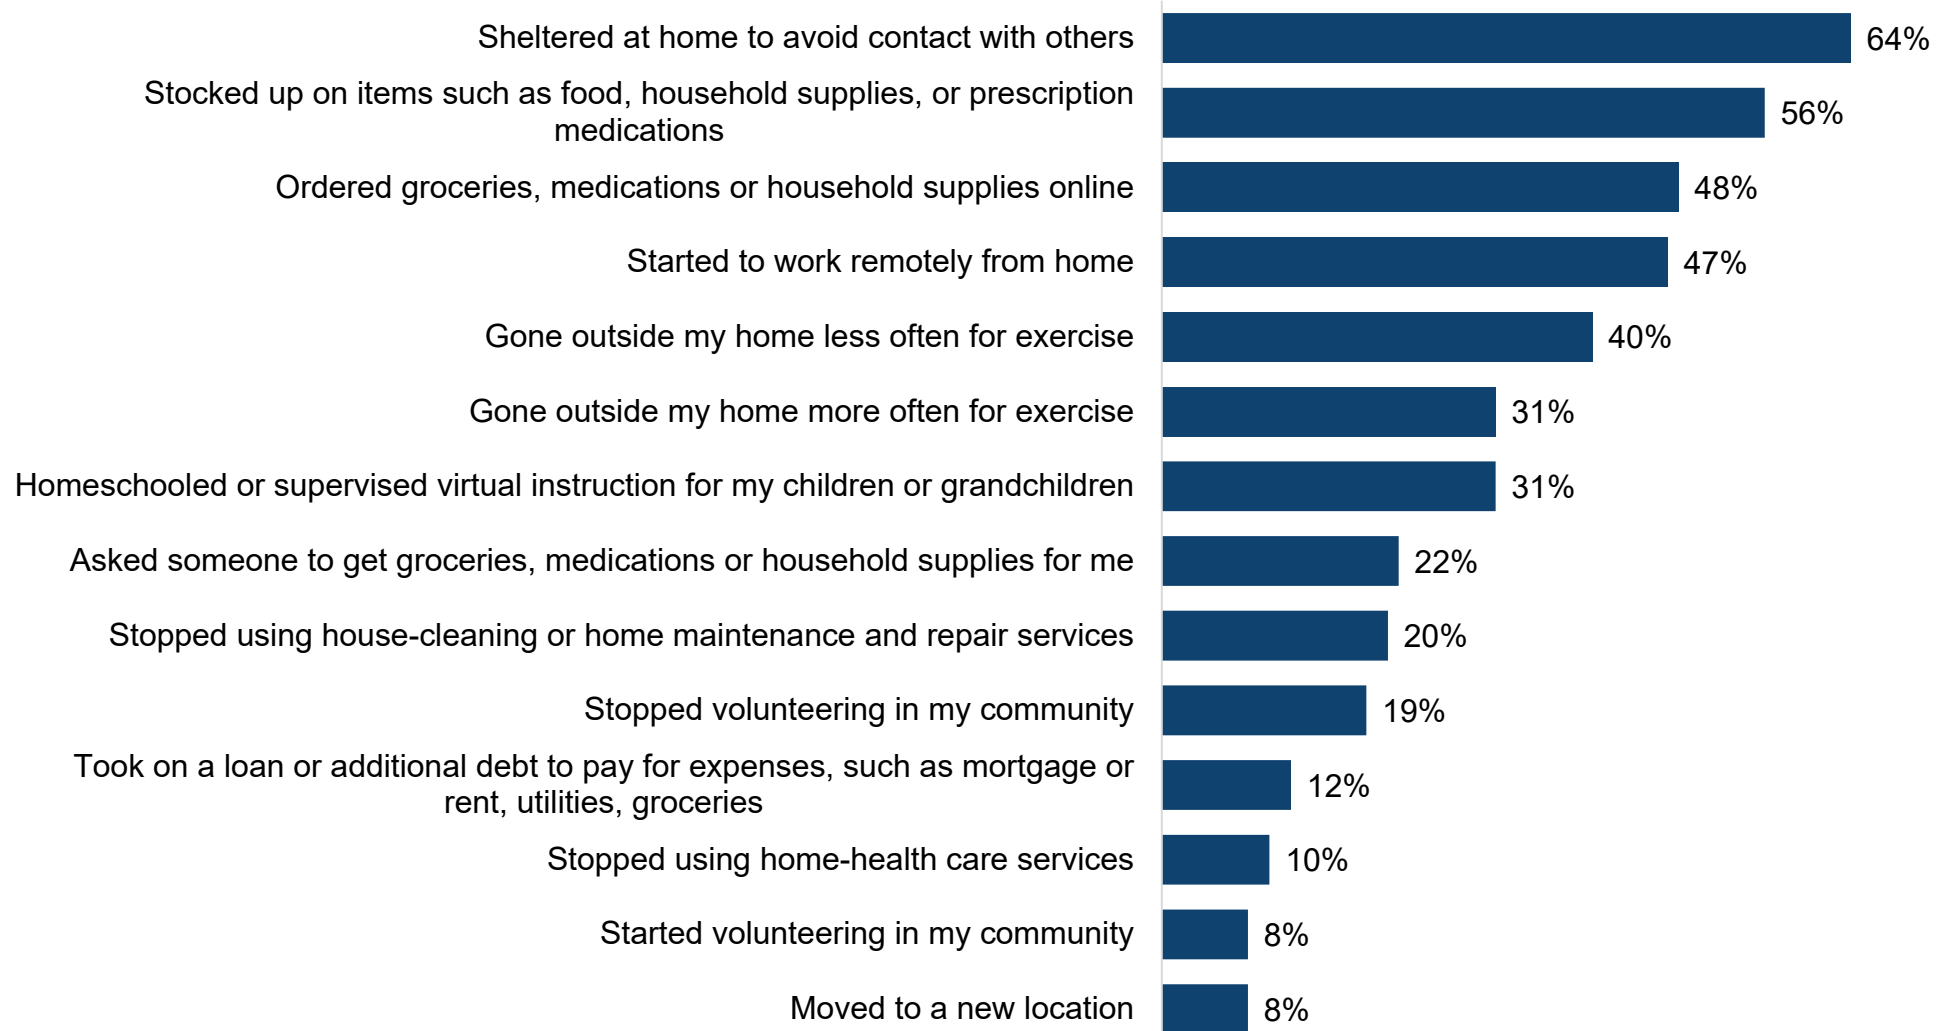 Sheltered at home to avoid contact with others 64%
Stocked up on items such as food, household supplies, or prescription
medications 56%
Ordered groceries, medications or household supplies online 48%
Started to work remotely from home 47%
Gone outside my home less often for exercise 40%
Gone outside my home more often for exercise 31%
Homeschooled or supervised virtual instruction for my children or grandchildren 31%
Asked someone to get groceries, medications or household supplies for me 22%
Stopped using house-cleaning or home maintenance and repair services 20%
Stopped volunteering in my community 19%
Took on a loan or additional debt to pay for expenses, such as mortgage or
rent, utilities, groceries 12%
Stopped using home-health care services 10%
Started volunteering in my community 8%
Moved to a new location 8%